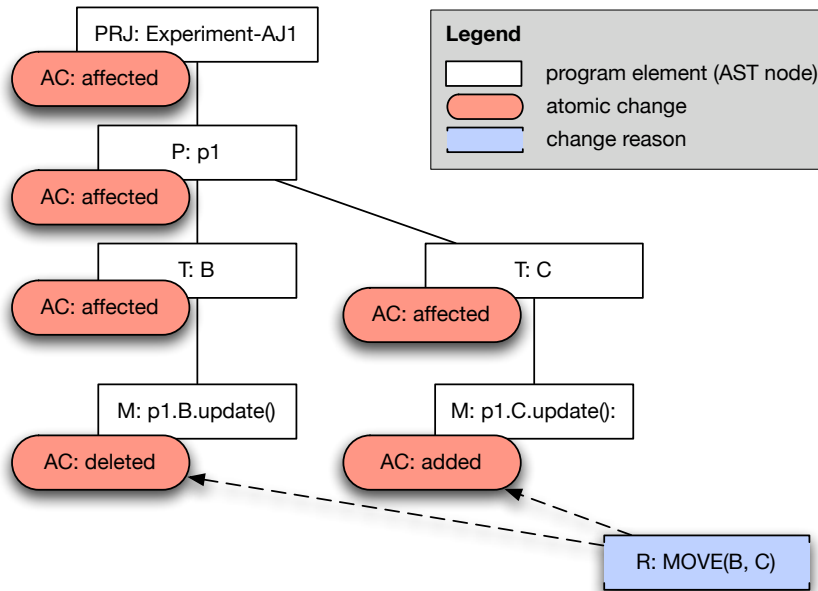 PRJ: Experiment-AJ1
AC: affected
Legend
program element (AST node)
atomic change
change reason
P: p1
AC: affected
T: B
AC: affected
T: C
AC: affected
M: p1.B.update()
AC: deleted
M: p1.C.update():
AC: added
R: MOVE(B, C)